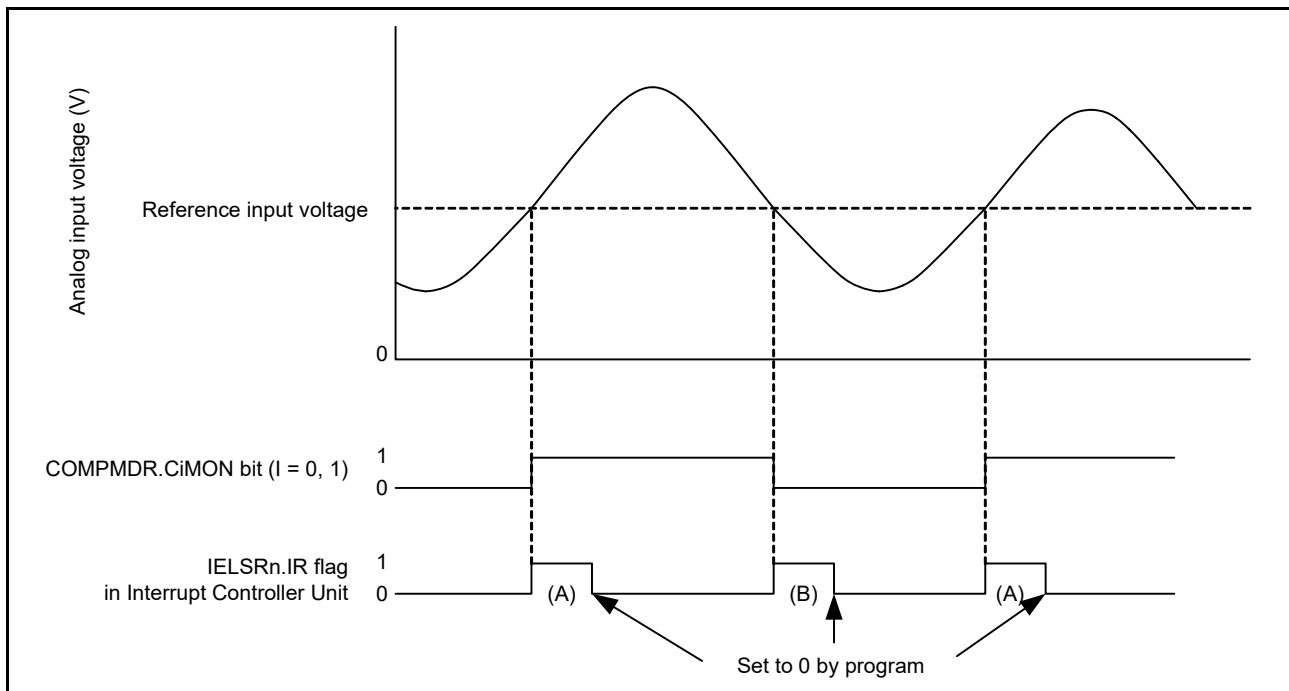 Analog input voltage (V)
Reference input voltage
0
COMPMDR.CiMON bit (I = 0, 1)
1
0
IELSRn.IR flag
in Interrupt Controller Unit
1
0
(A)
(B)
(A)
Set to 0 by program